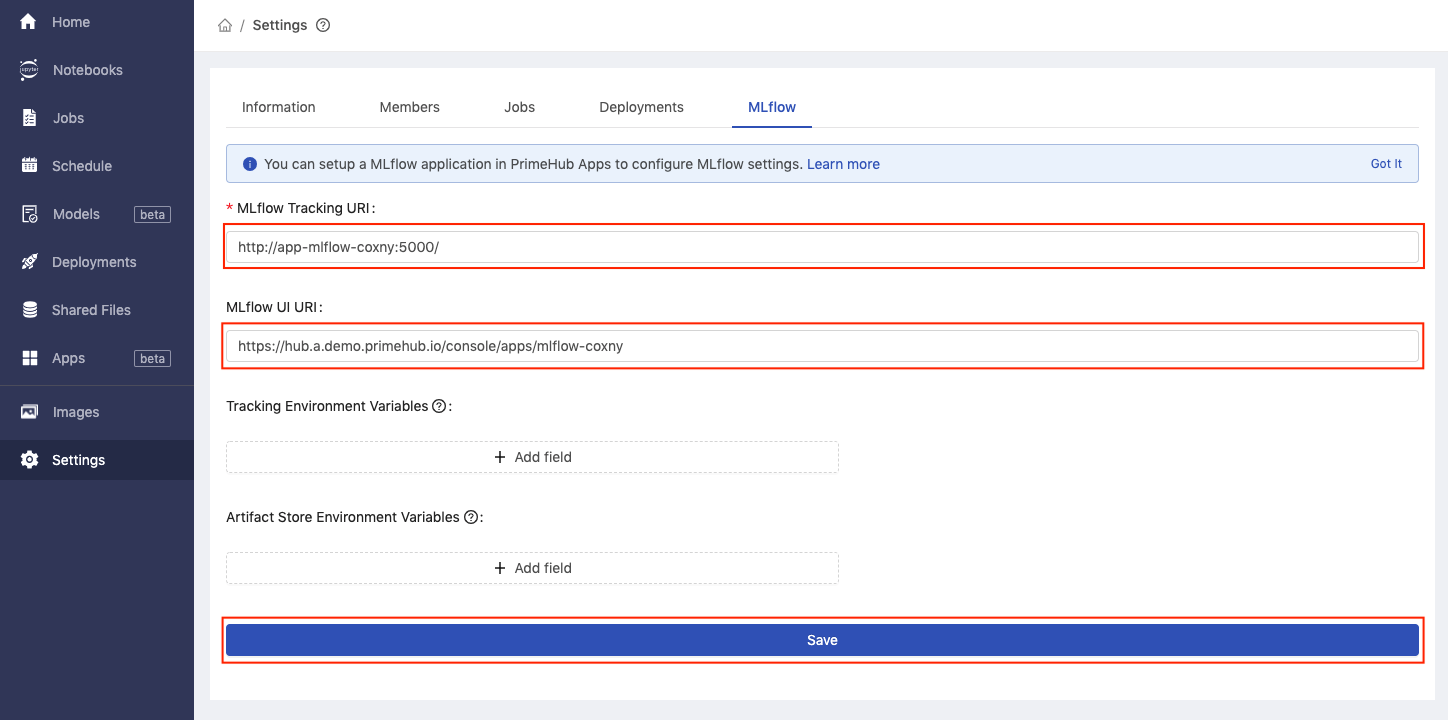 Home
Notebooks
Jobs
Schedule
Models beta
Deployments
Shared Files
Apps beta
Images
Settings
/ Settings
Information Members Jobs Deployments MLflow
You can setup a MLflow application in PrimeHub Apps to configure MLflow settings. Learn more Got It
* MLflow Tracking URI:
http://app-mlflow-coxny:5000/
MLflow UI URI:
https://hub.a.demo.primehub.io/console/apps/mlflow-coxny
Tracking Environment Variables ?:
+ Add field
Artifact Store Environment Variables ?:
+ Add field
Save